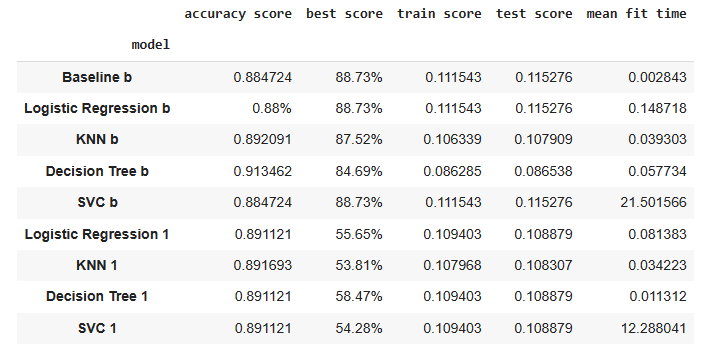 accuracy score best score train score test score mean fit time
model
Baseline b 0.884724 88.73% 0.111543 0.115276 0.002843
Logistic Regression b 0.88% 88.73% 0.111543 0.115276 0.148718
KNN b 0.892091 87.52% 0.106339 0.107909 0.039303
Decision Tree b 0.913462 84.69% 0.086285 0.086538 0.057734
SVC b 0.884724 88.73% 0.111543 0.115276 21.501566
Logistic Regression 1 0.891121 55.65% 0.109403 0.108879 0.081383
KNN 1 0.891693 53.81% 0.107968 0.108307 0.034223
Decision Tree 1 0.891121 58.47% 0.109403 0.108879 0.011312
SVC 1 0.891121 54.28% 0.109403 0.108879 12.288041